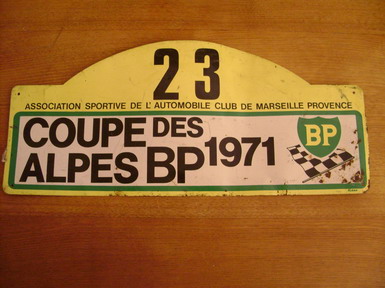 23
ASSOCIATION SPORTIVE DE L' AUTOMOBILE CLUB DE MARSEILLE PROVENCE
COUPE DES
ALPES BP 1971
BP